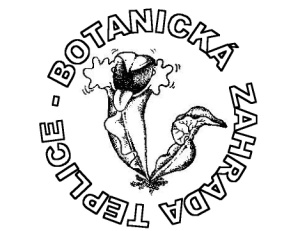 BOTANICKÁ ZAHRADA TEPLICE -